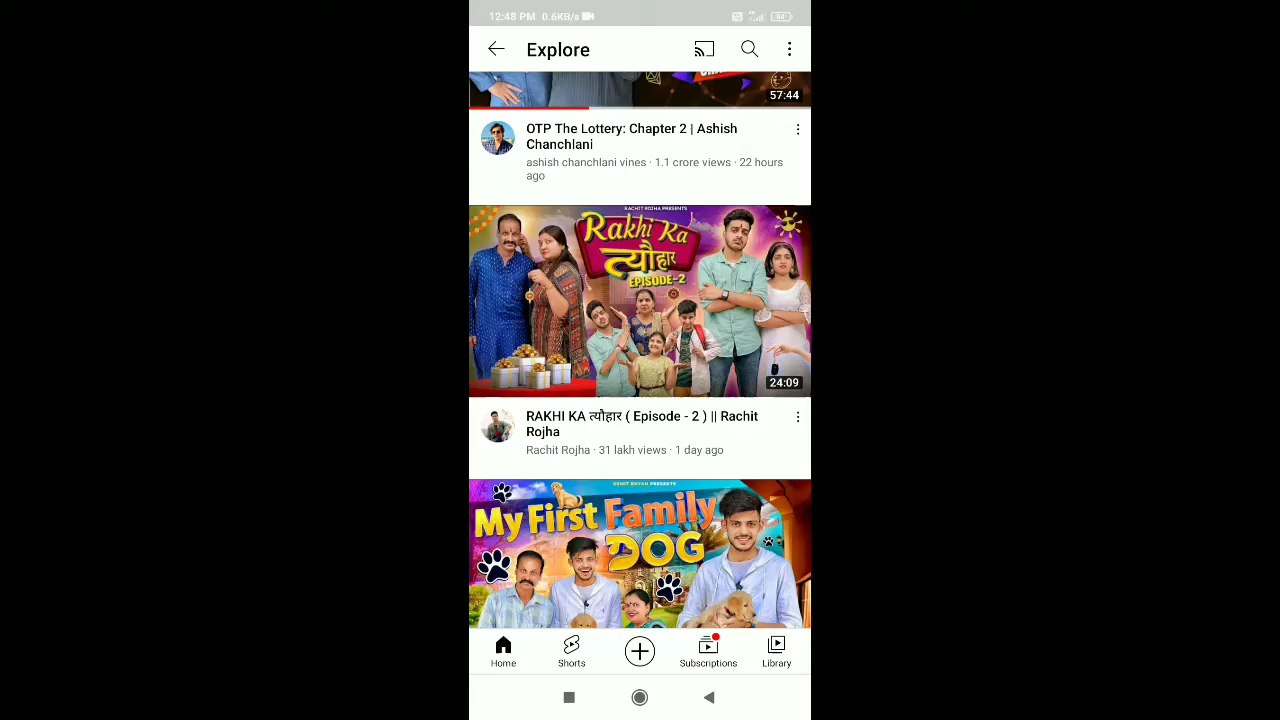 12:48 PM 0.6KB/s
84
Explore
57:44
OTP The Lottery: Chapter 2 | Ashish
Chanchlani
ashish chanchlani vines · 1.1 crore views · 22 hours
ago
RACHIT ROJHA PRESENTS
Rakhi Ka
त्यौहार
EPISODE-2
24:09
RAKHI KA त्यौहार ( Episode - 2 ) || Rachit
Rojha
Rachit Rojha · 31 lakh views · 1 day ago
PRESENTS
My First Family
DOG
Home
Shorts
Subscriptions
Library